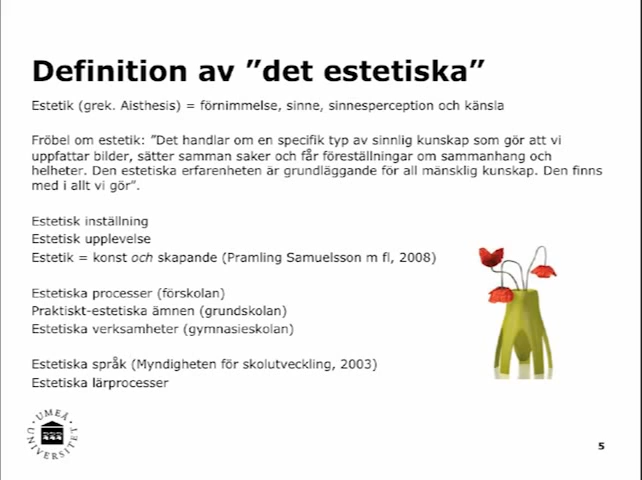 Definition av ”det estetiska”
Estetik (grek. Aisthesis) = förnimmelse, sinne, sinnesperception och känsla
Fröbel om estetik: ”Det handlar om en specifik typ av sinnlig kunskap som gör att vi
uppfattar bilder, sätter samman saker och får föreställningar om sammanhang och
helheter. Den estetiska erfarenheten är grundläggande för all mänsklig kunskap. Den finns
med i allt vi gör”.
Estetisk inställning
Estetisk upplevelse
Estetik = konst och skapande (Pramling Samuelsson m fl, 2008)
Estetiska processer (förskolan)
Praktiskt-estetiska ämnen (grundskolan)
Estetiska verksamheter (gymnasieskolan)
Estetiska språk (Myndigheten för skolutveckling, 2003)
Estetiska lärprocesser
UMEÅ UNIVERSITET
5